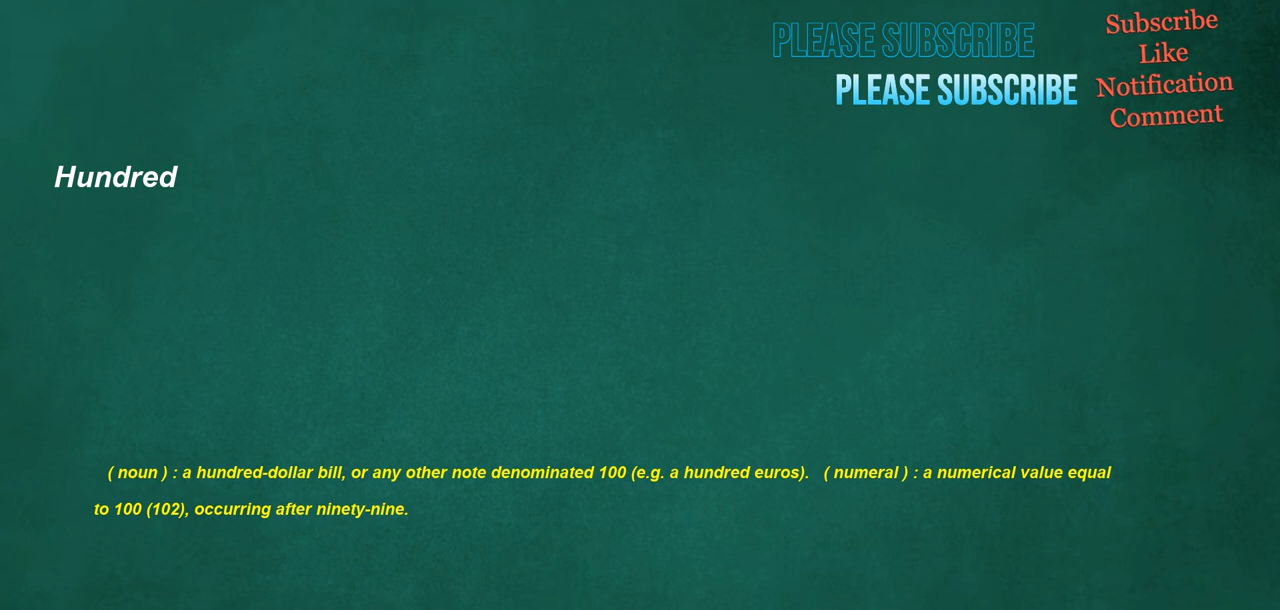 PLEASE SUBSCRIBE
PLEASE SUBSCRIBE
Subscribe
Like
Notification
Comment
Hundred
( noun ) : a hundred-dollar bill, or any other note denominated 100 (e.g. a hundred euros). ( numeral ) : a numerical value equal
to 100 (102), occurring after ninety-nine.